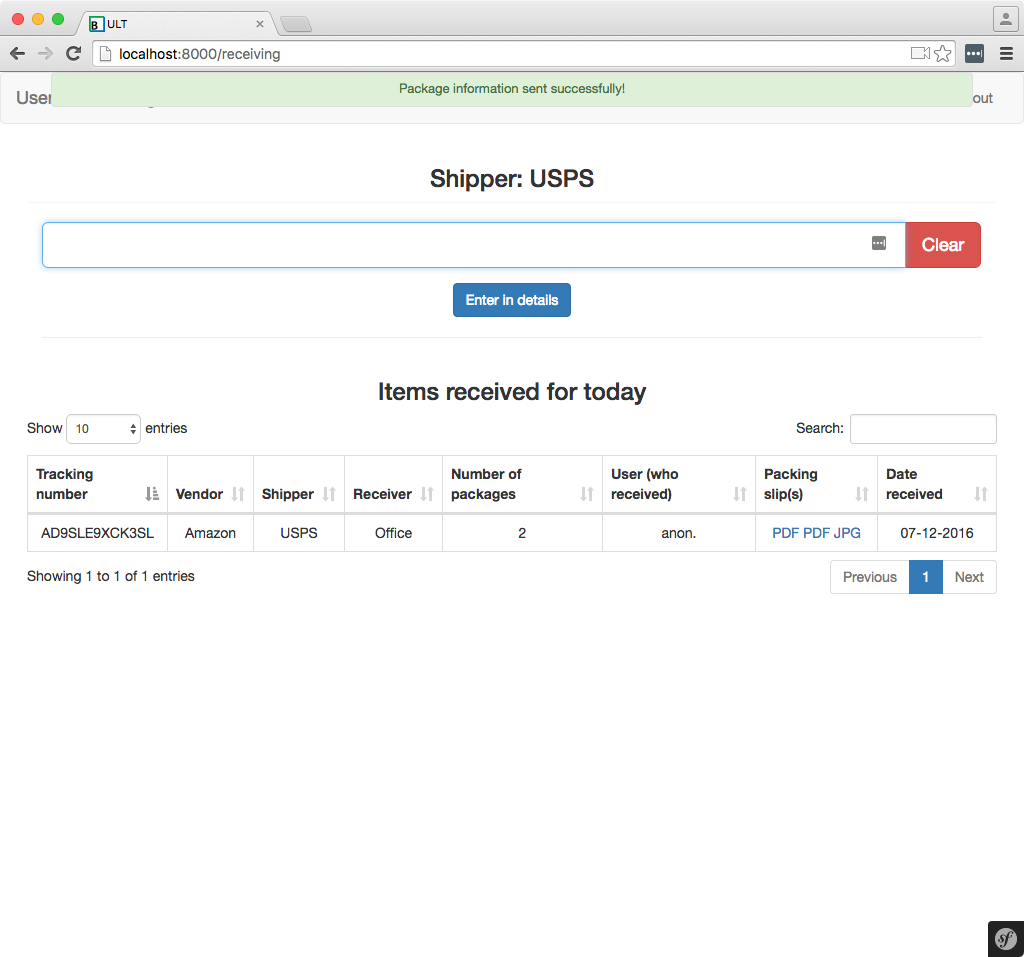 ULT
localhost:8000/receiving
Package information sent successfully!
User
out
Shipper: USPS
Clear
Enter in details
Items received for today
Show 10 entries Search:
Tracking number Vendor Shipper Receiver Number of packages User (who received) Packing slip(s) Date received
AD9SLE9XCK3SL Amazon USPS Office 2 anon. PDF PDF JPG 07-12-2016
Showing 1 to 1 of 1 entries Previous 1 Next
sf